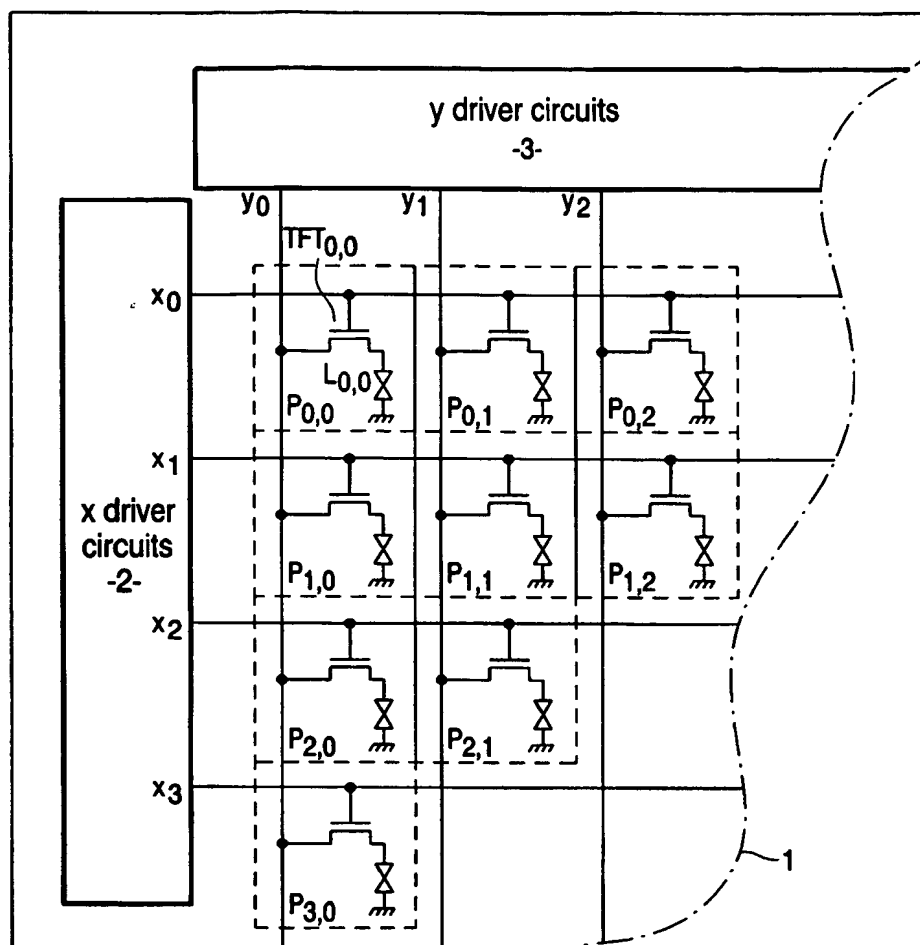 y driver circuits
-3-
y0 y1 y2
TFT0,0
x0
L0,0
P0,0 P0,1 P0,2
x1
x driver
circuits
-2-
P1,0 P1,1 P1,2
x2
P2,0 P2,1
x3
1
P3,0